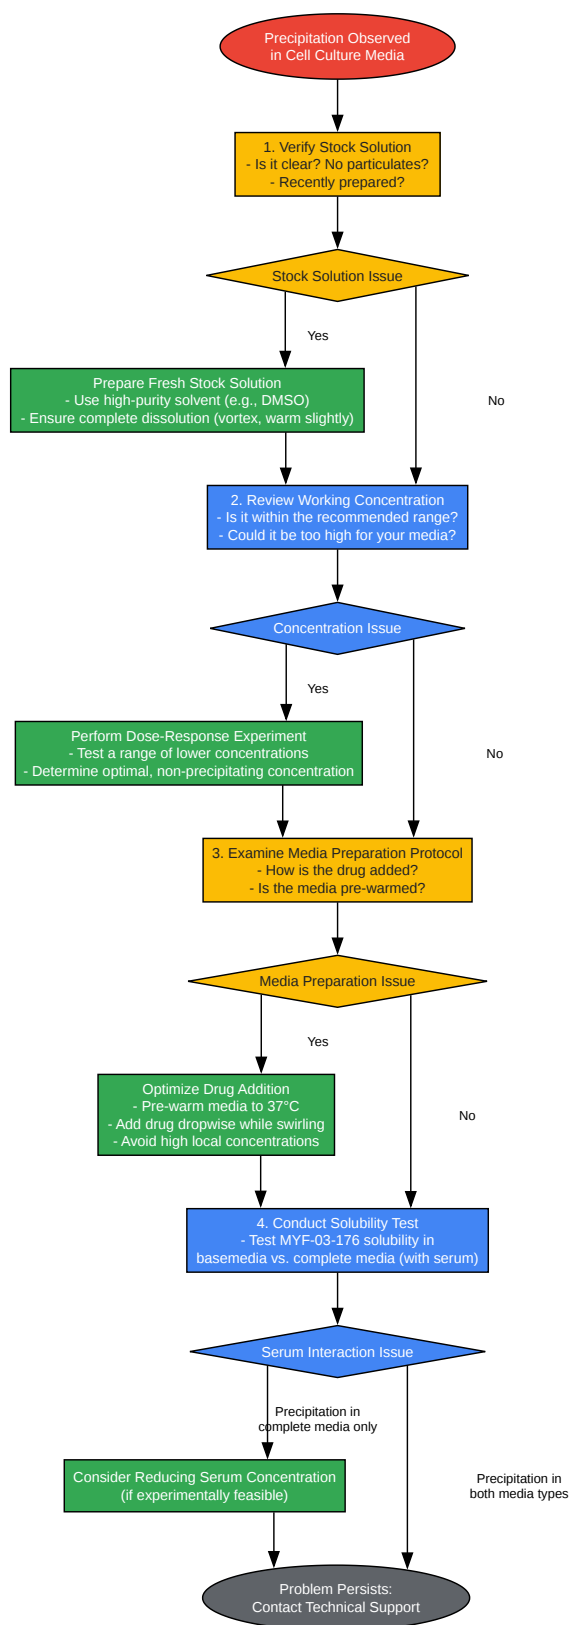 Precipitation Observed
in Cell Culture Media
1. Verify Stock Solution
- Is it clear? No particulates?
- Recently prepared?
Stock Solution Issue
Yes
No
Prepare Fresh Stock Solution
- Use high-purity solvent (e.g., DMSO)
- Ensure complete dissolution (vortex, warm slightly)
2. Review Working Concentration
- Is it within the recommended range?
- Could it be too high for your media?
Concentration Issue
Yes
No
Perform Dose-Response Experiment
- Test a range of lower concentrations
- Determine optimal, non-precipitating concentration
3. Examine Media Preparation Protocol
- How is the drug added?
- Is the media pre-warmed?
Media Preparation Issue
Yes
No
Optimize Drug Addition
- Pre-warm media to 37°C
- Add drug dropwise while swirling
- Avoid high local concentrations
4. Conduct Solubility Test
- Test MYF-03-176 solubility in
basemedia vs. complete media (with serum)
Serum Interaction Issue
Precipitation in
complete media only
Precipitation in
both media types
Consider Reducing Serum Concentration
(if experimentally feasible)
Problem Persists:
Contact Technical Support